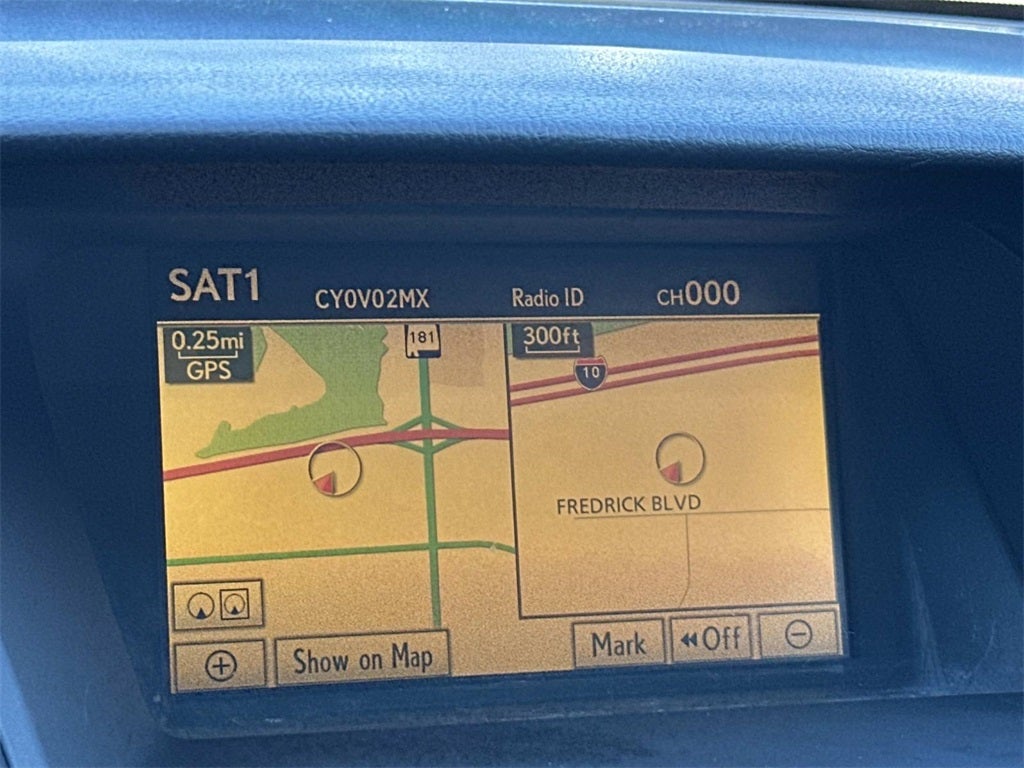 SAT1 CY0V02MX Radio ID CH000
0.25mi
GPS
181
300ft
10
FREDRICK BLVD
Show on Map
Mark
Off